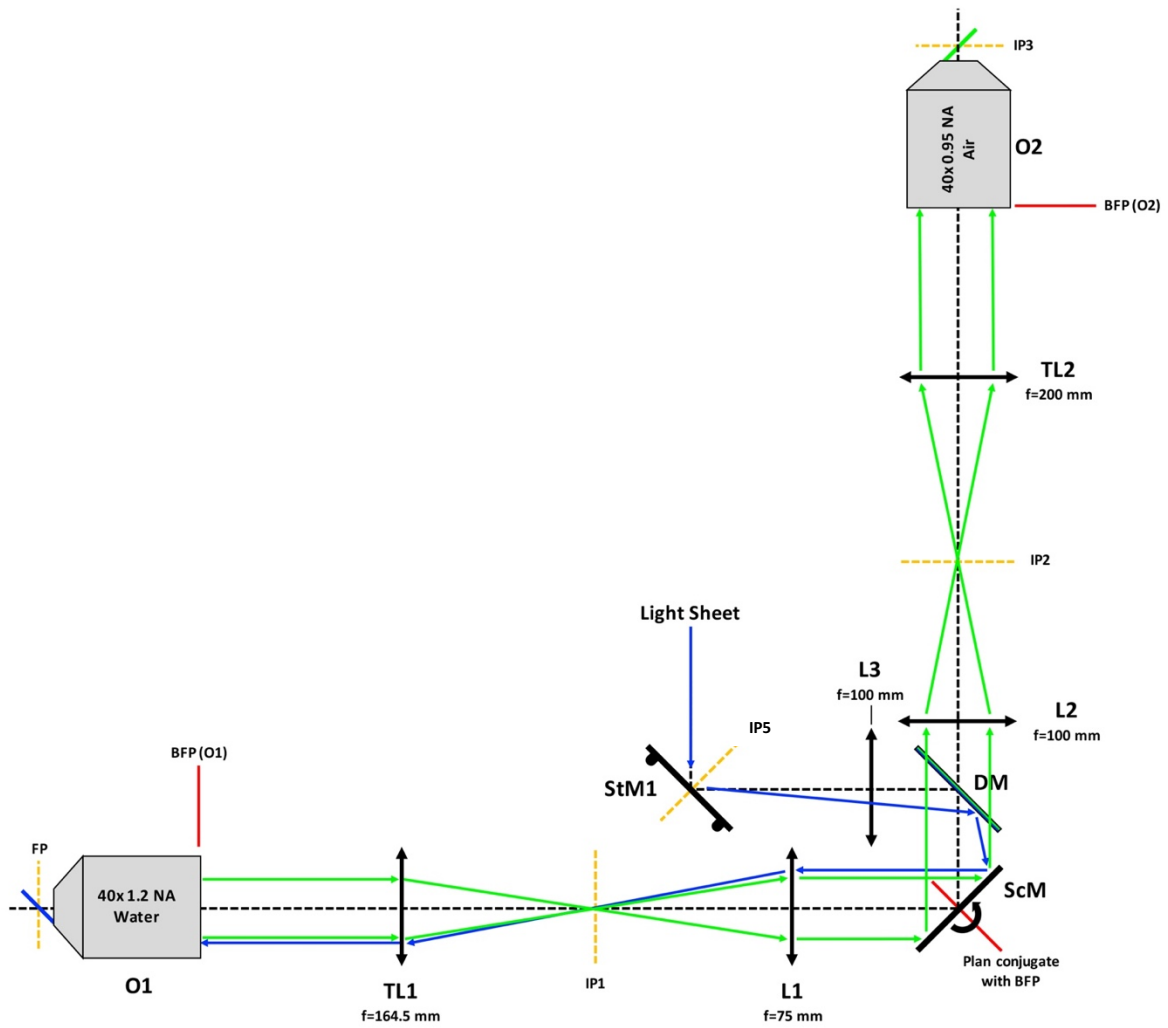 IP3
40x 0.95 NA
Air
O2
BFP (O2)
TL2
f=200 mm
IP2
Light Sheet
L3
f=100 mm
L2
f=100 mm
IP5
StM1
DM
BFP (O1)
FP
40x 1.2 NA
Water
O1
ScM
Plan conjugate
with BFP
TL1
f=164.5 mm
IP1
L1
f=75 mm